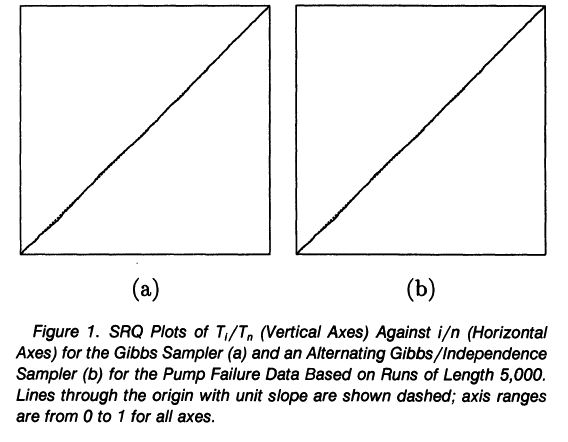 (a)
(b)
Figure 1. SRQ Plots of Ti/Tn (Vertical Axes) Against i/n (Horizontal
Axes) for the Gibbs Sampler (a) and an Alternating Gibbs/Independence
Sampler (b) for the Pump Failure Data Based on Runs of Length 5,000.
Lines through the origin with unit slope are shown dashed; axis ranges
are from 0 to 1 for all axes.